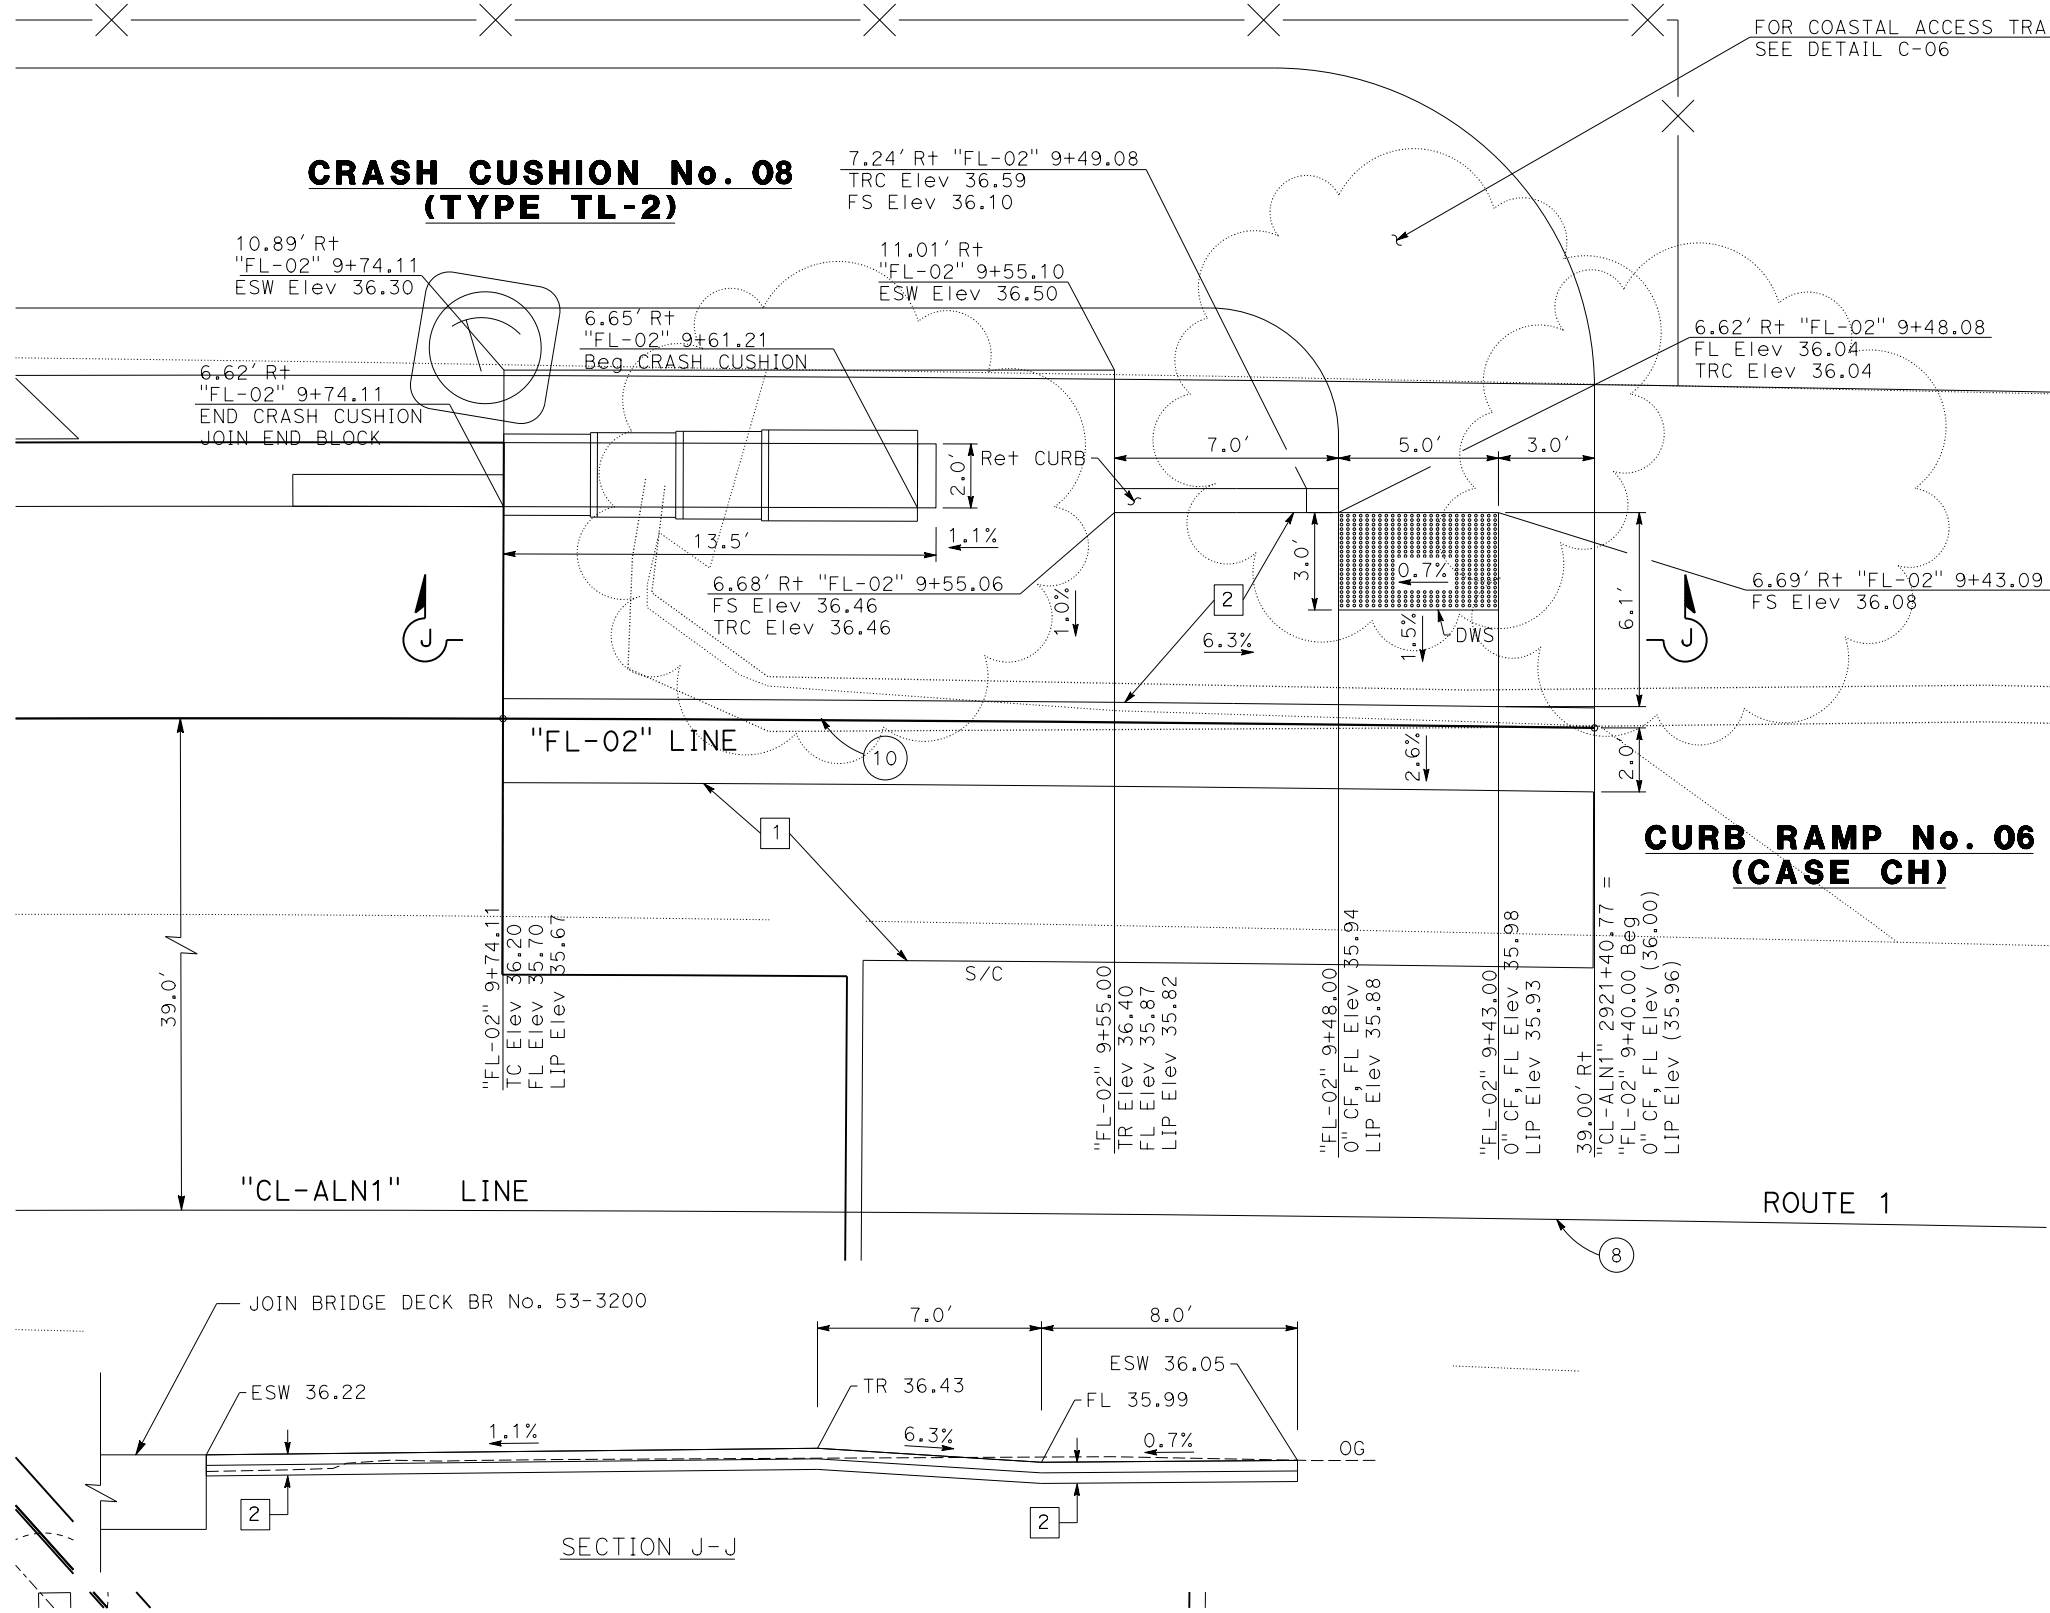 FOR COASTAL ACCESS TRA
SEE DETAIL C-06
CRASH CUSHION No. 08
(TYPE TL-2)
7.24' Rt "FL-02" 9+49.08
TRC Elev 36.59
FS Elev 36.10
10.89' Rt
"FL-02" 9+74.11
ESW Elev 36.30
11.01' Rt
"FL-02" 9+55.10
ESW Elev 36.50
6.65' Rt
"FL-02" 9+61.21
Beg CRASH CUSHION
6.62' Rt "FL-02" 9+48.08
FL Elev 36.04
TRC Elev 36.04
6.62' Rt
"FL-02" 9+74.11
END CRASH CUSHION
JOIN END BLOCK
7.0'
5.0'
3.0'
2.0'
Ret CURB
13.5'
1.1%
3.0'
0.7%
6.68' Rt "FL-02" 9+55.06
FS Elev 36.46
TRC Elev 36.46
1.0%
2
6.3%
1.5%
DWS
6.1'
6.69' Rt "FL-02" 9+43.09
FS Elev 36.08
J
J
"FL-02" LINE
10
2.6%
2.0'
1
CURB RAMP No. 06
(CASE CH)
39.0'
"FL-02" 9+74.11
TC Elev 36.20
FL Elev 35.70
LIP Elev 35.67
S/C
"FL-02" 9+55.00
TR Elev 36.40
FL Elev 35.87
LIP Elev 35.82
"FL-02" 9+48.00
0" CF, FL Elev 35.94
LIP Elev 35.88
"FL-02" 9+43.00
0" CF, FL Elev 35.98
LIP Elev 35.93
39.00' Rt
"CL-ALN1" 2921+40.77 =
"FL-02" 9+40.00 Beg
0" CF, FL Elev (36.00)
LIP Elev (35.96)
"CL-ALN1" LINE
ROUTE 1
8
JOIN BRIDGE DECK BR No. 53-3200
7.0'
8.0'
ESW 36.05
ESW 36.22
TR 36.43
FL 35.99
1.1%
6.3%
0.7%
OG
2
2
SECTION J-J